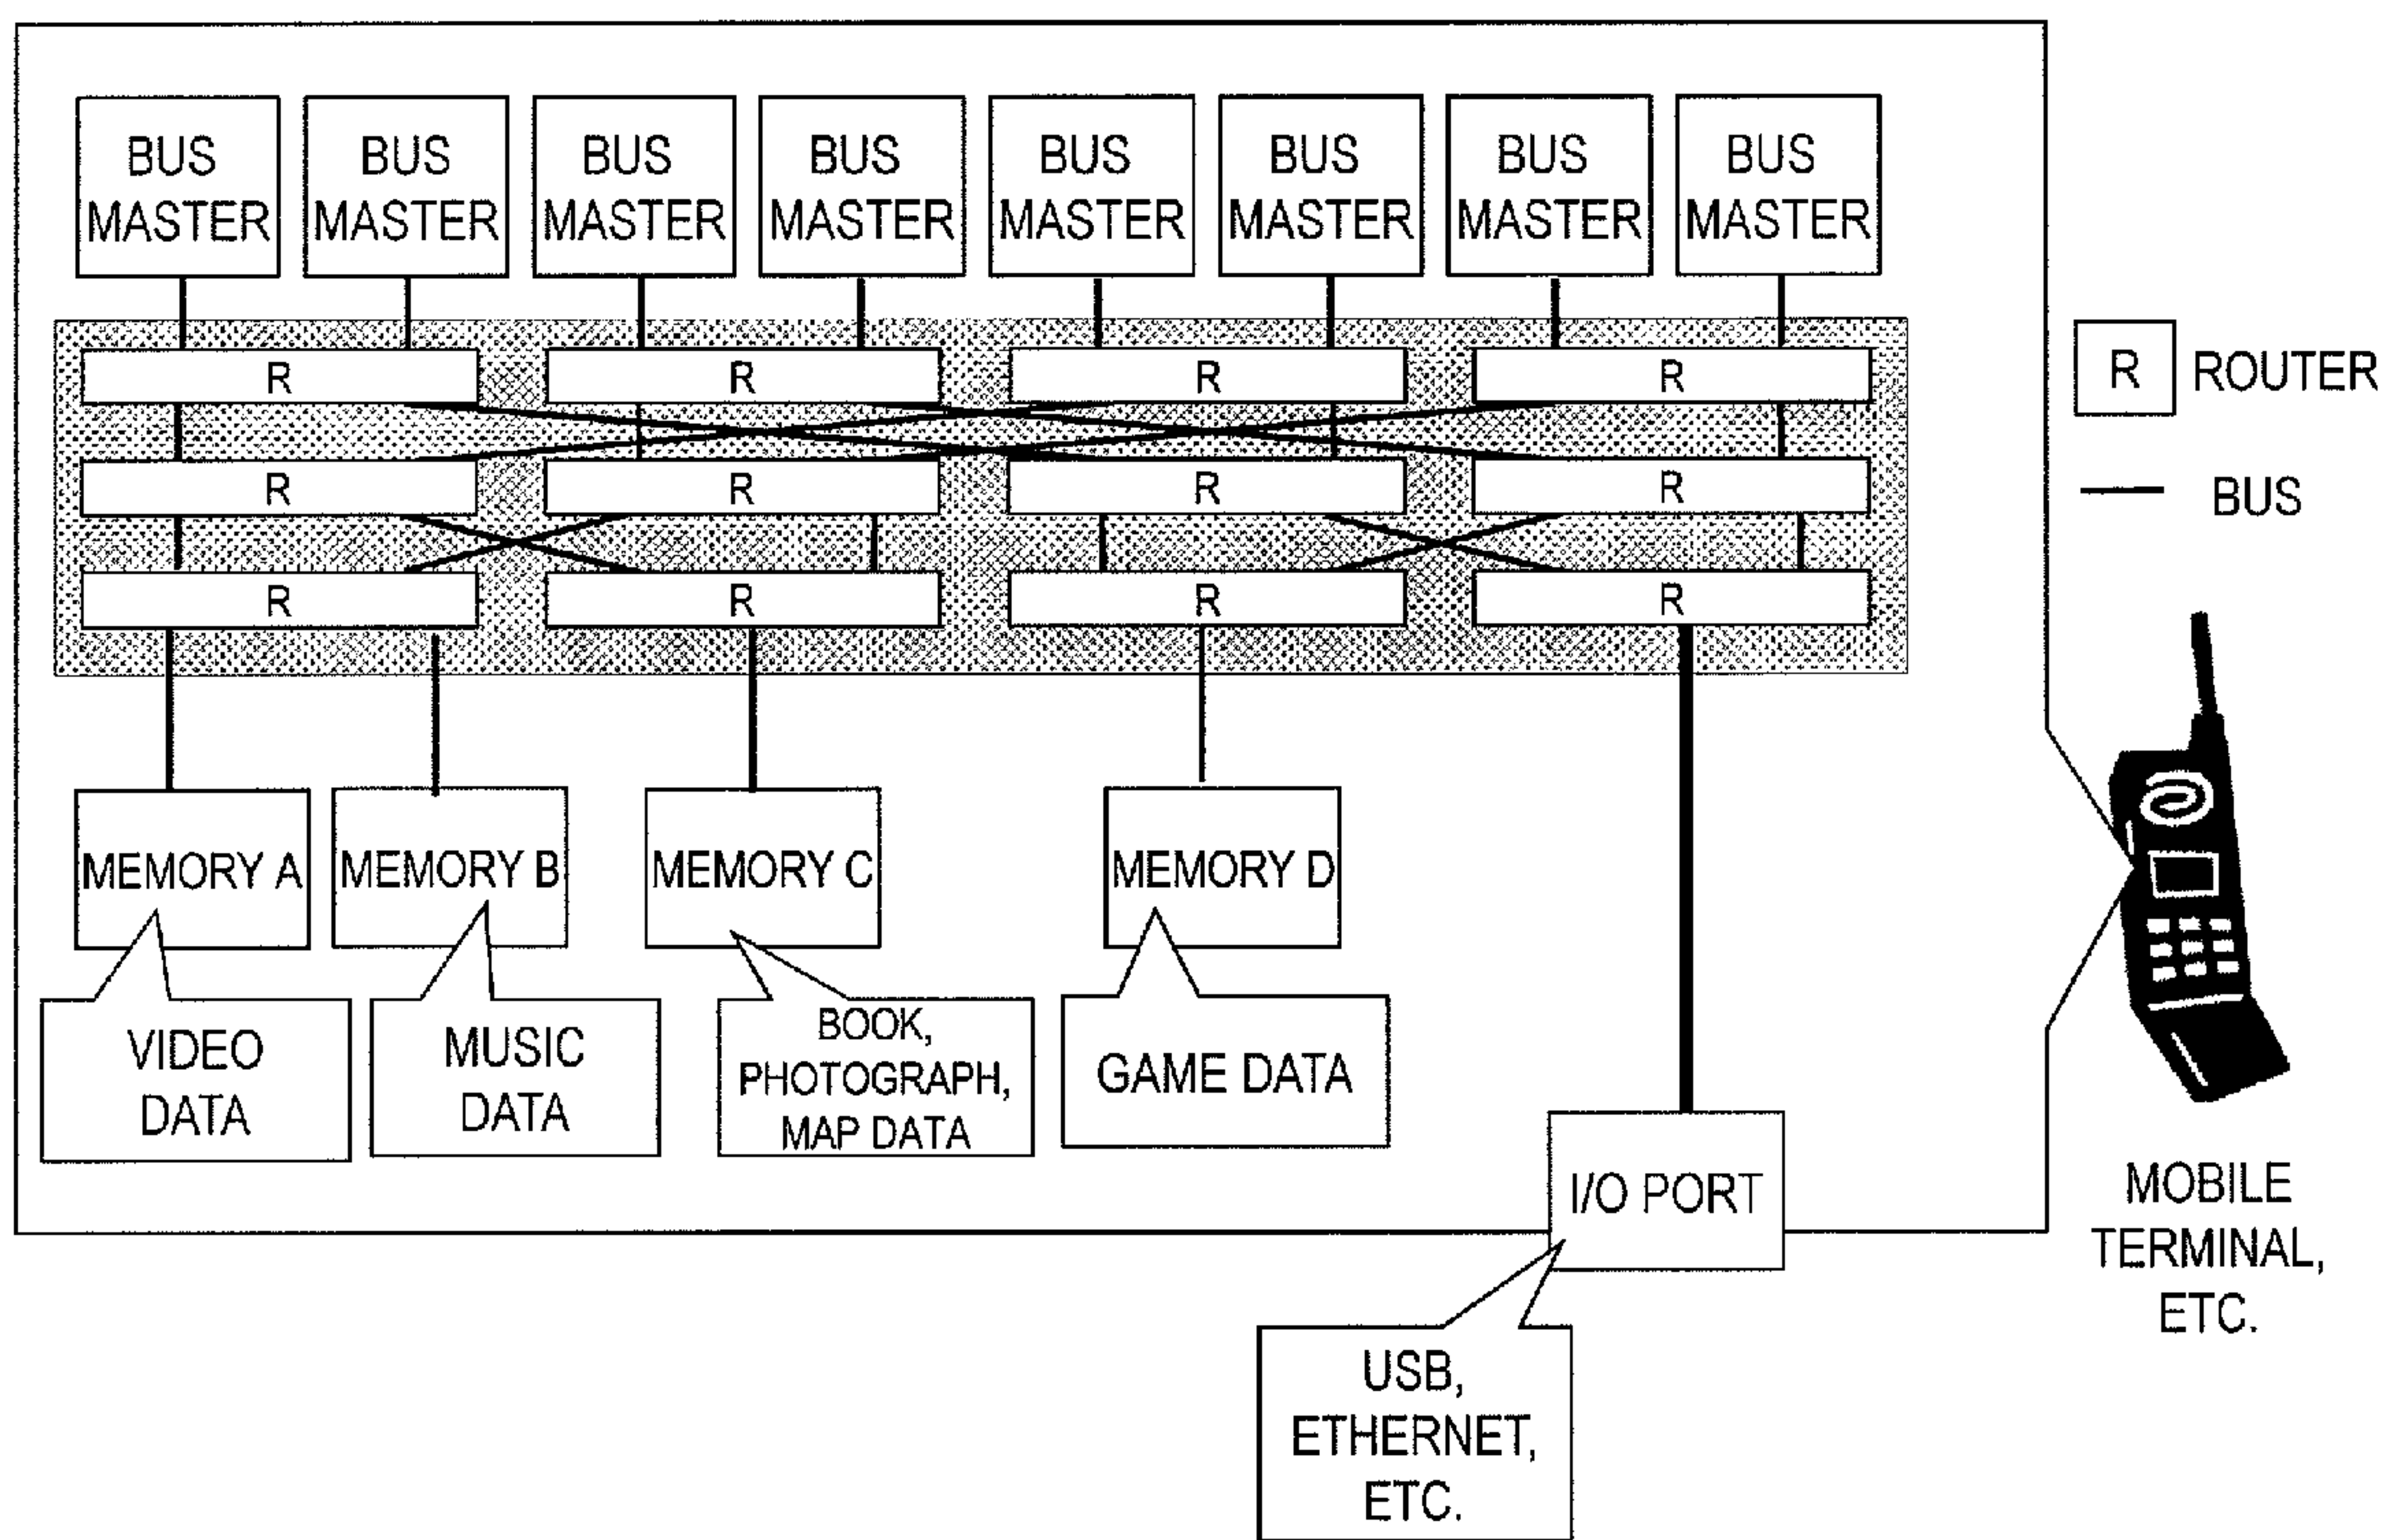 BUS
MASTER
BUS
MASTER
BUS
MASTER
BUS
MASTER
BUS
MASTER
BUS
MASTER
BUS
MASTER
BUS
MASTER
R
R
R
R
R
R
R
R
R
R
R
R
R
ROUTER
BUS
MEMORY A
MEMORY B
MEMORY C
MEMORY D
VIDEO
DATA
MUSIC
DATA
BOOK,
PHOTOGRAPH,
MAP DATA
GAME DATA
I/O PORT
USB,
ETHERNET,
ETC.
MOBILE
TERMINAL,
ETC.